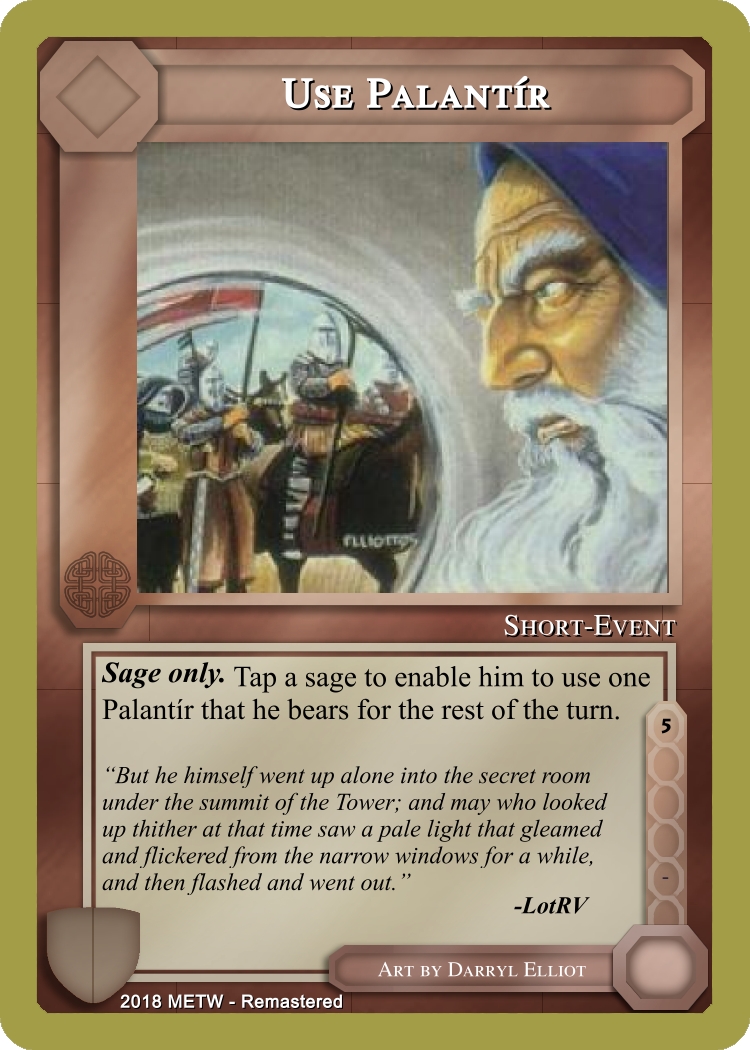 Use Palantír
ELLIOTT95
Short-Event
Sage only. Tap a sage to enable him to use one
Palantír that he bears for the rest of the turn.
5
“But he himself went up alone into the secret room
under the summit of the Tower; and may who looked
up thither at that time saw a pale light that gleamed
and flickered from the narrow windows for a while,
and then flashed and went out.”
-LotRV
-
Art by Darryl Elliot
2018 METW - Remastered